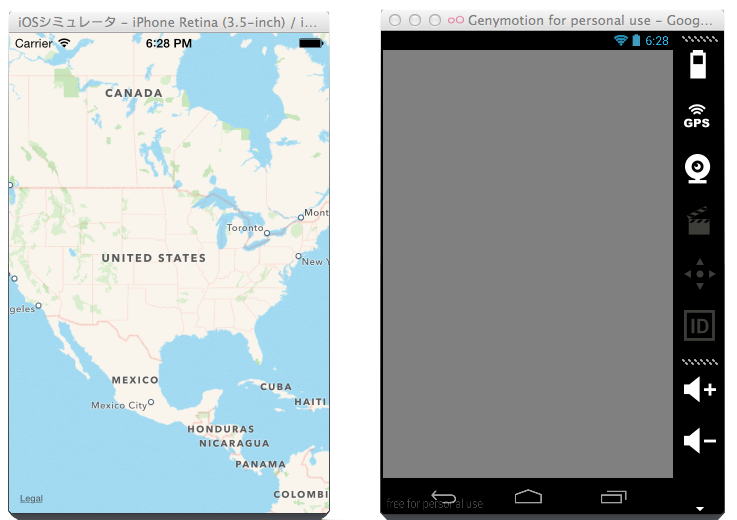 iOSシミュレータ – iPhone Retina (3.5-inch) / i...
Carrier 6:28 PM
CANADA
Mont
Toronto
UNITED STATES
New Y
geles
MEXICO
CUBA
Mexico City
HAITI
HONDURAS
NICARAGUA
PANAMA
COLOMBI
Legal
Genymotion for personal use – Goog...
6:28
GPS
ID
free for personal use